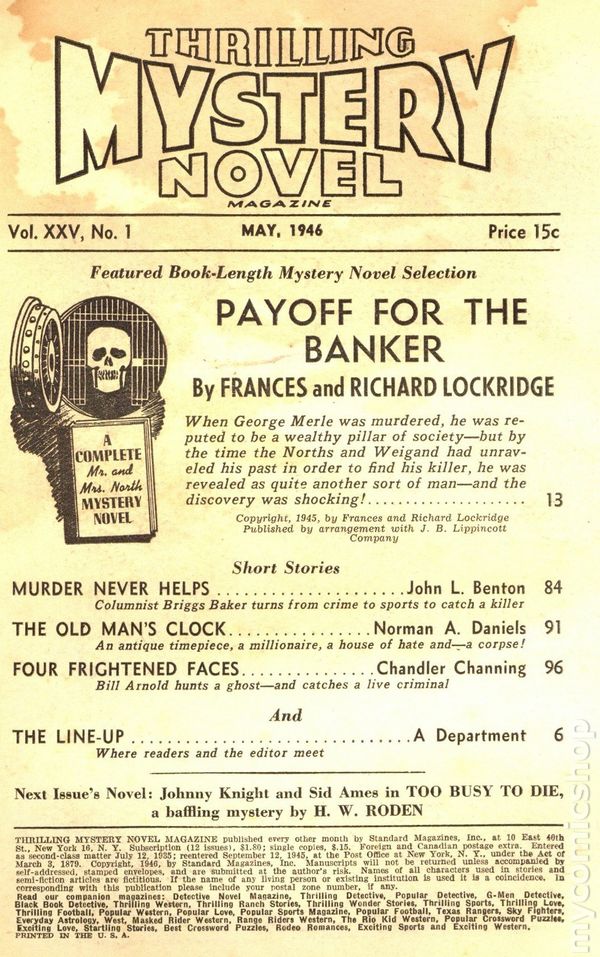 THRILLING
MYSTERY
NOVEL
MAGAZINE
Vol. XXV, No. 1 MAY, 1946 Price 15c
Featured Book-Length Mystery Novel Selection
PAYOFF FOR THE
BANKER
By FRANCES and RICHARD LOCKRIDGE
A
COMPLETE
Mr. and
Mrs. North
MYSTERY
NOVEL
When George Merle was murdered, he was re-
puted to be a wealthy pillar of society—but by
the time the Norths and Weigand had unrav-
eled his past in order to find his killer, he was
revealed as quite another sort of man—and the
discovery was shocking!..................... 13
Copyright, 1945, by Frances and Richard Lockridge
Published by arrangement with J. B. Lippincott
Company
Short Stories
MURDER NEVER HELPS ......................John L. Benton 84
Columnist Briggs Baker turns from crime to sports to catch a killer
THE OLD MAN'S CLOCK...............Norman A. Daniels 91
An antique timepiece, a millionaire, a house of hate and—a corpse!
FOUR FRIGHTENED FACES...............Chandler Channing 96
Bill Arnold hunts a ghost—and catches a live criminal
And
THE LINE-UP ................................A Department 6
Where readers and the editor meet
Next Issue's Novel: Johnny Knight and Sid Ames in TOO BUSY TO DIE,
a baffling mystery by H. W. RODEN
THRILLING MYSTERY NOVEL MAGAZINE published every other month by Standard Magazines, Inc., at 10 East 40th
St., New York 16, N. Y. Subscription (12 issues), $1.80; single copies, $.15. Foreign and Canadian postage extra. Entered
as second-class matter July 12, 1935; reentered September 12, 1945, at the Post Office at New York, N. Y., under the Act of
March 3, 1879. Copyright, 1946, by Standard Magazines, Inc. Manuscripts will not be returned unless accompanied by
self-addressed, stamped envelopes, and are submitted at the author's risk. Names of all characters used in stories and
semi-fiction articles are fictitious. If the name of any living person or existing institution is used it is a coincidence. In
corresponding with this publication please include your postal zone number, if any.
Read our companion magazines: Detective Novel Magazine, Thrilling Detective, Popular Detective, G-Men Detective,
Black Book Detective, Thrilling Western, Thrilling Ranch Stories, Thrilling Wonder Stories, Thrilling Sports, Thrilling Love,
Thrilling Football, Popular Western, Popular Love, Popular Sports Magazine, Popular Football, Texas Rangers, Sky Fighters,
Everyday Astrology, West, Masked Rider Western, Range Riders Western, The Rio Kid Western, Popular Crossword Puzzles,
Exciting Love, Startling Stories, Best Crossword Puzzles, Rodeo Romances, Exciting Sports and Exciting Western.
PRINTED IN THE U. S. A.
mycomicshop